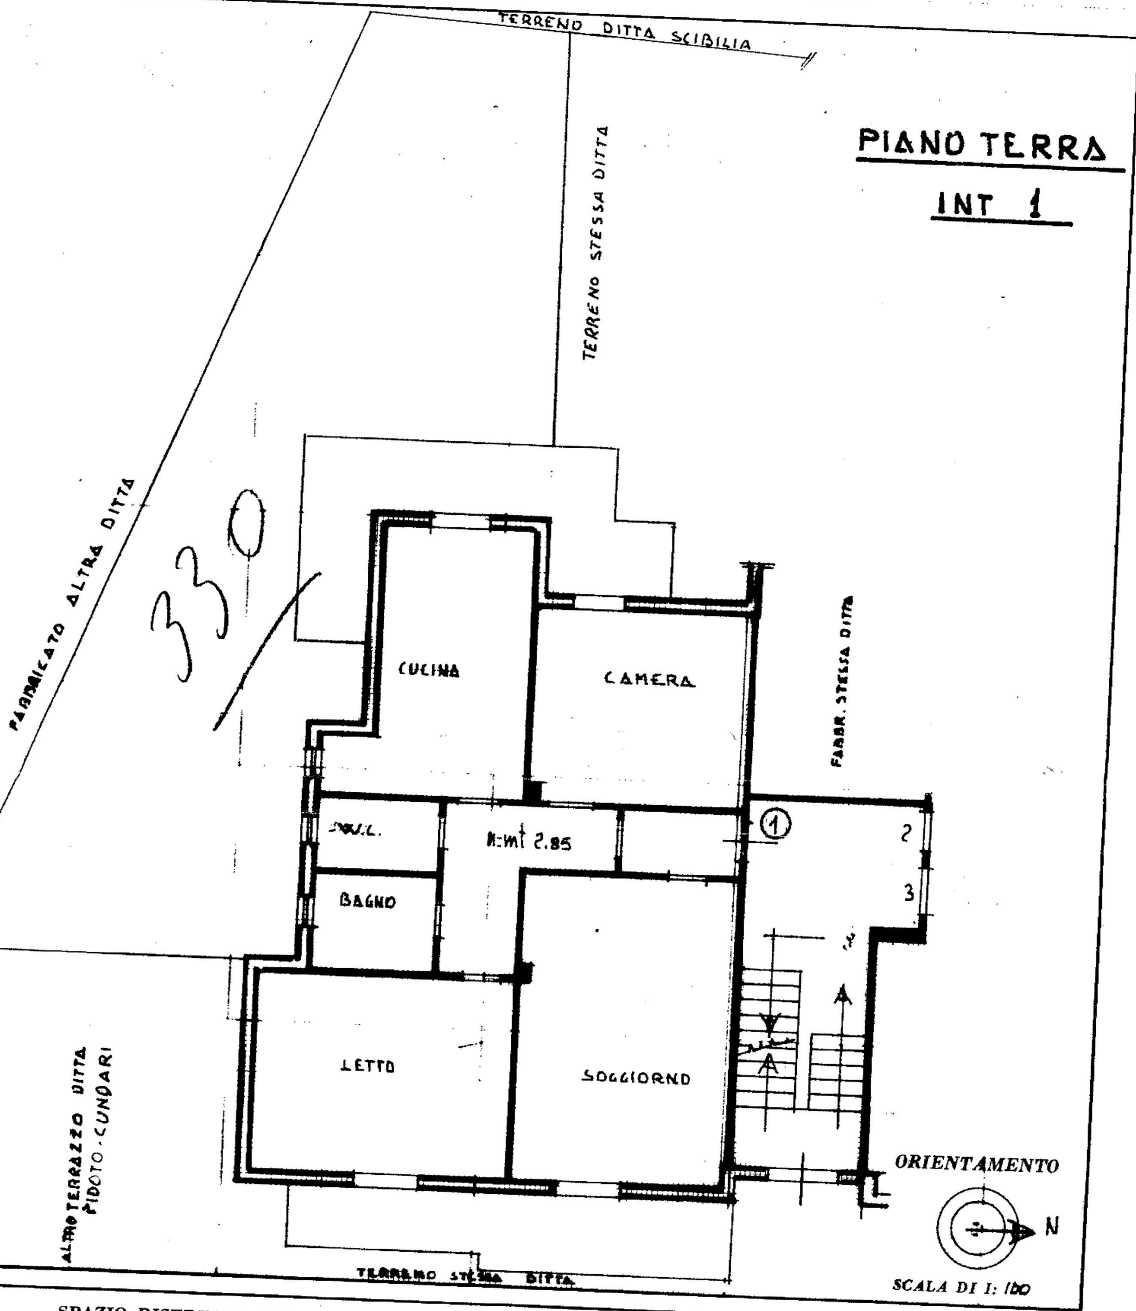 TERRENO DITTA SCIBILIA
PIANO TERRA
INT 1
TERRENO STESSA DITTA
FABBRICATO ALTRA DITTA
330
CUCINA
CAMERA
FABBR. STESSA DITTA
1
H=mt 2.85
2
BAGNO
3
LETTO
SOGGIORNO
ALTRO TERRAZZO DITTA
PIDOTO-CUNDARI
ORIENTAMENTO
N
TERRENO STESSA DITTA
SCALA DI I: 100